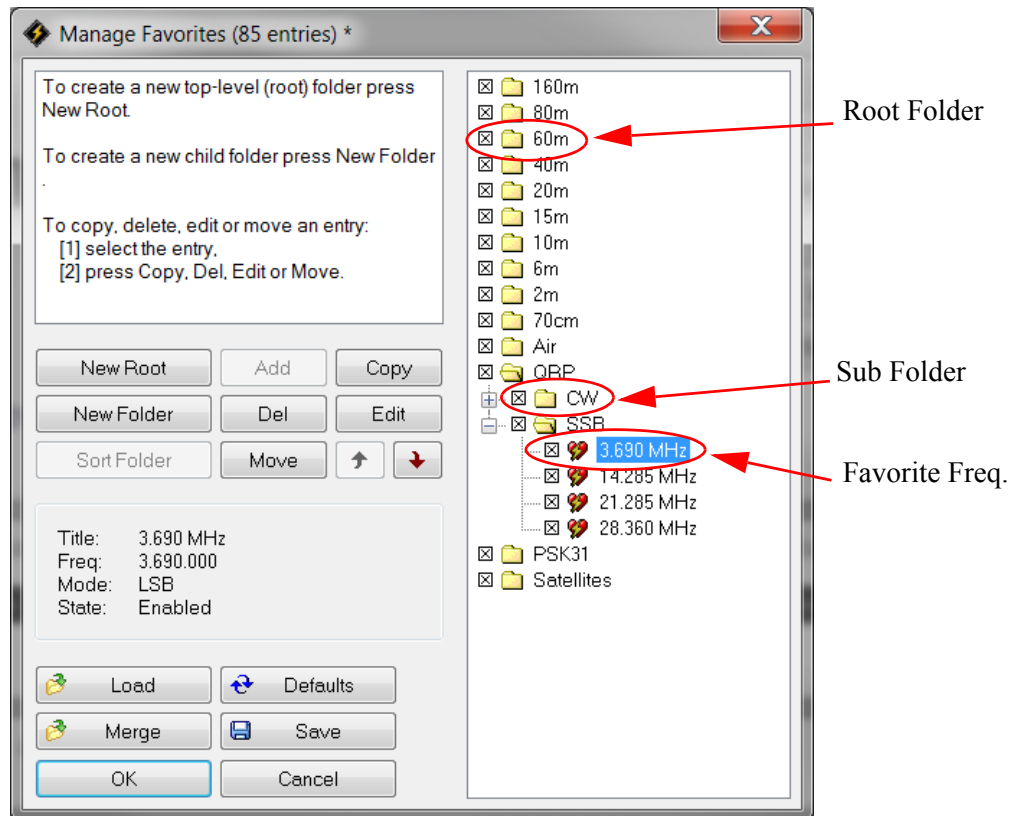 Manage Favorites (85 entries) *
X
To create a new top-level (root) folder press
New Root.
To create a new child folder press New Folder
.
To copy, delete, edit or move an entry:
[1] select the entry,
[2] press Copy, Del, Edit or Move.
New Root
Add
Copy
New Folder
Del
Edit
Sort Folder
Move
Title: 3.690 MHz
Freq: 3.690.000
Mode: LSB
State: Enabled
Load
Defaults
Merge
Save
OK
Cancel
160m
80m
60m
40m
20m
15m
10m
6m
2m
70cm
Air
QRP
CW
SSB
3.690 MHz
14.285 MHz
21.285 MHz
28.360 MHz
PSK31
Satellites
Root Folder
Sub Folder
Favorite Freq.